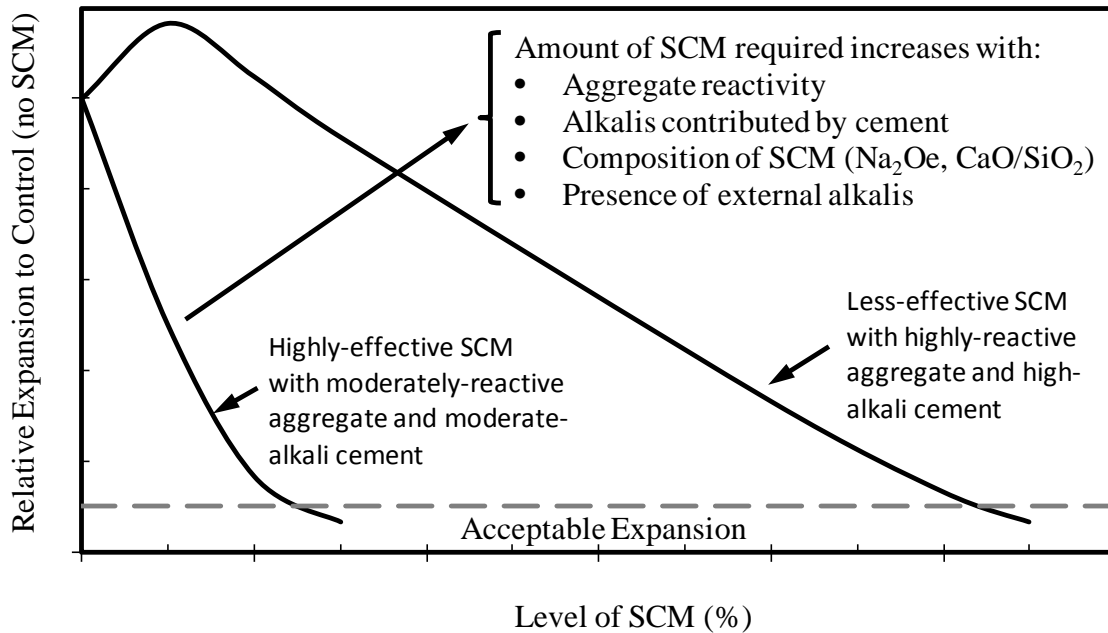 Relative Expansion to Control (no SCM)
Amount of SCM required increases with:
• Aggregate reactivity
• Alkalis contributed by cement
• Composition of SCM (Na₂Oe, CaO/SiO₂)
• Presence of external alkalis
Highly-effective SCM
with moderately-reactive
aggregate and moderate-
alkali cement
Less-effective SCM
with highly-reactive
aggregate and high-
alkali cement
Acceptable Expansion
Level of SCM (%)